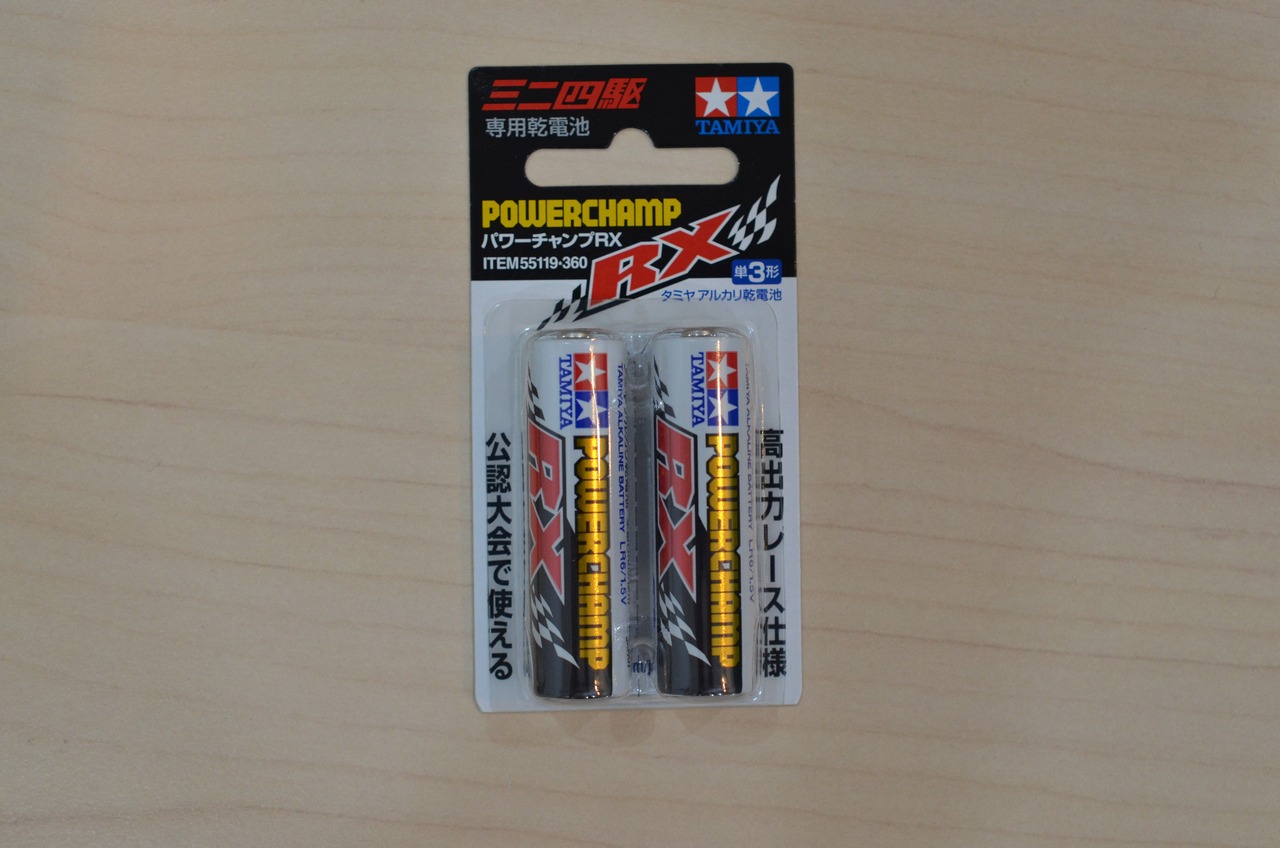 ミニ四駆
専用乾電池
TAMIYA
POWERCHAMP
パワーチャンプRX
ITEM 55119・360
RX
単3形
タミヤ アルカリ乾電池
公認大会で使える
高出力レース仕様
TAMIYA
POWERCHAMP
RX
TAMIYA ALKALINE BATTERY LR6/1.5V
TAMIYA
POWERCHAMP
RX
TAMIYA ALKALINE BATTERY LR6/1.5V